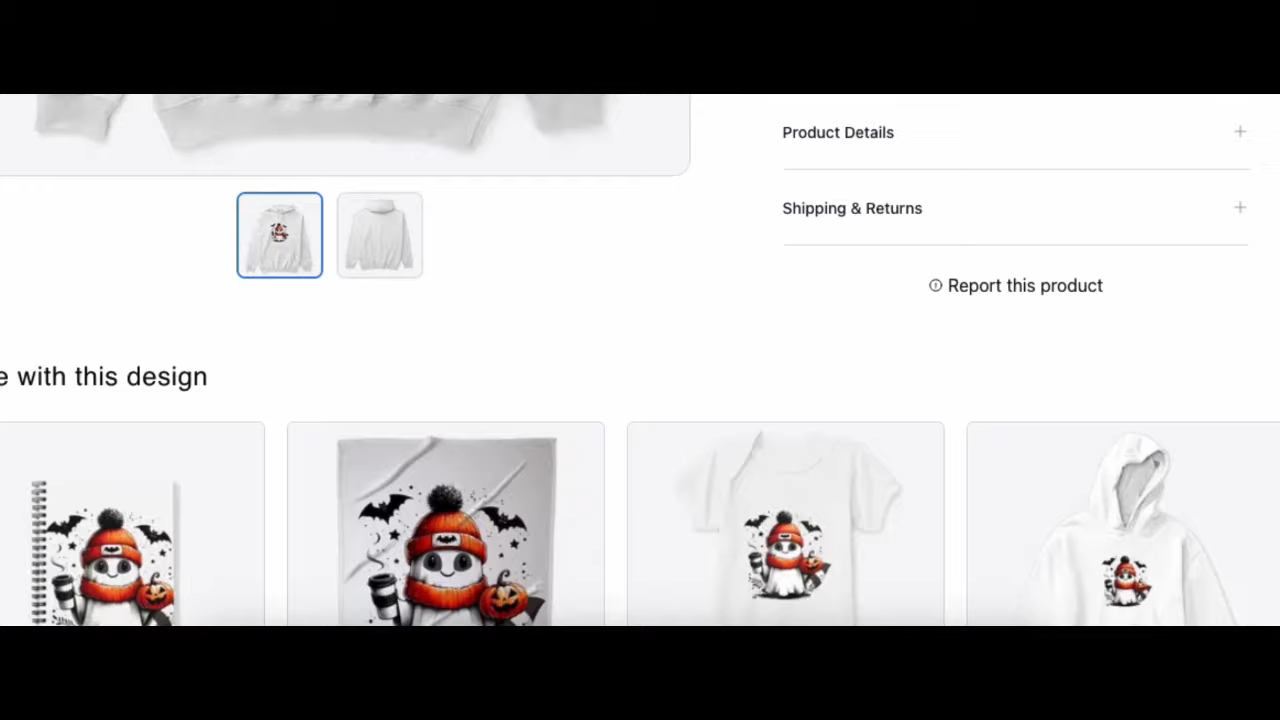 Product Details
Shipping & Returns
Report this product
e with this design